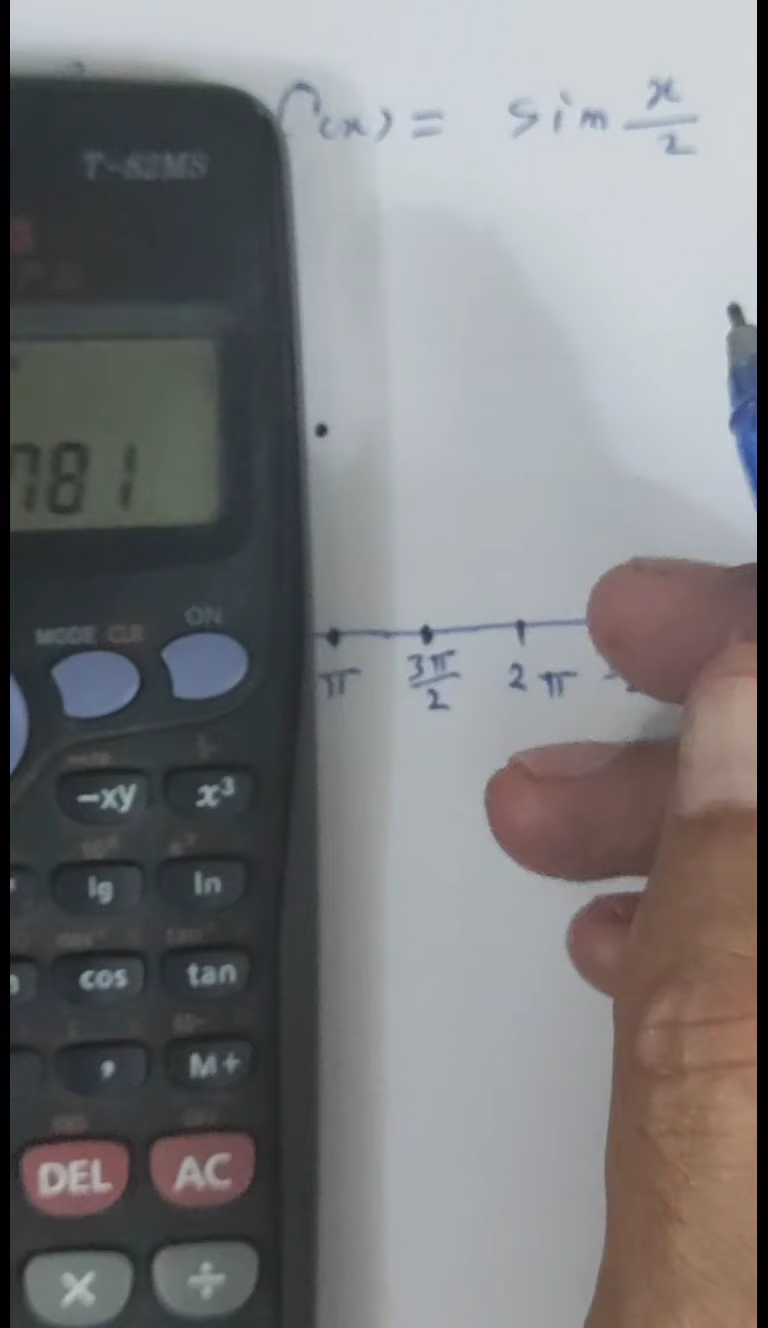 f(x) = sin x/2
T-82MS
781
MODE CLR ON
π 3π/2 2π
-xy x³
lg ln
cos tan
, M+
DEL AC
× ÷